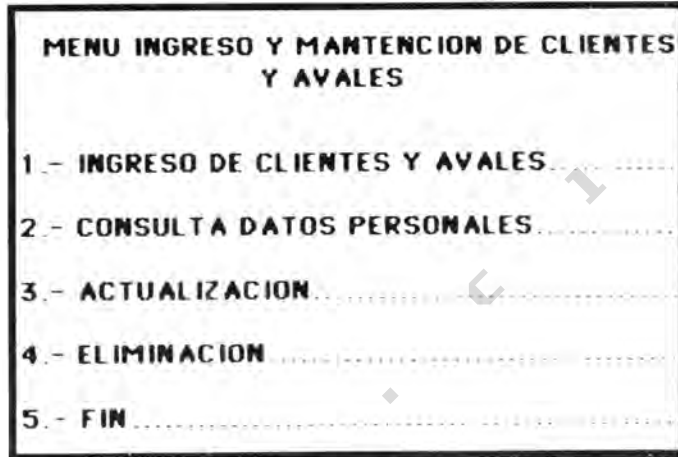 MENU INGRESO Y MANTENCION DE CLIENTES
Y AVALES
1.- INGRESO DE CLIENTES Y AVALES..............
2.- CONSULTA DATOS PERSONALES..............
3.- ACTUALIZACION..............................
4.- ELIMINACION..............................
5.- FIN..............................